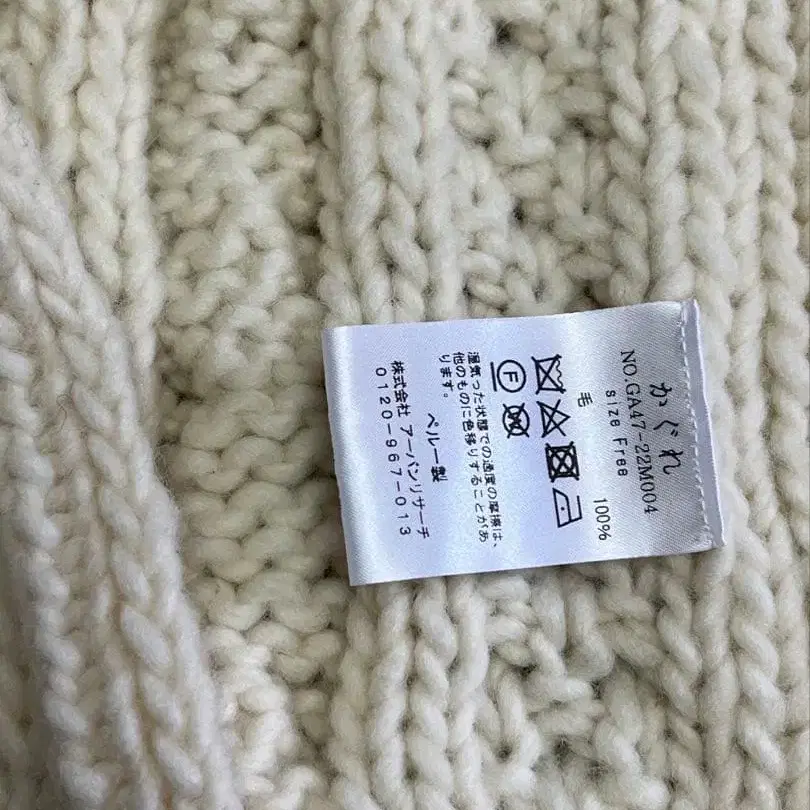 かぐれ
NO.GA47-22M004
size Free
毛 100%
F
湿気った状態での過度の摩擦は、
他のものに色移りすることがあ
ります。
ペルー製
株式会社 アーバンリサーチ
0120-967-013